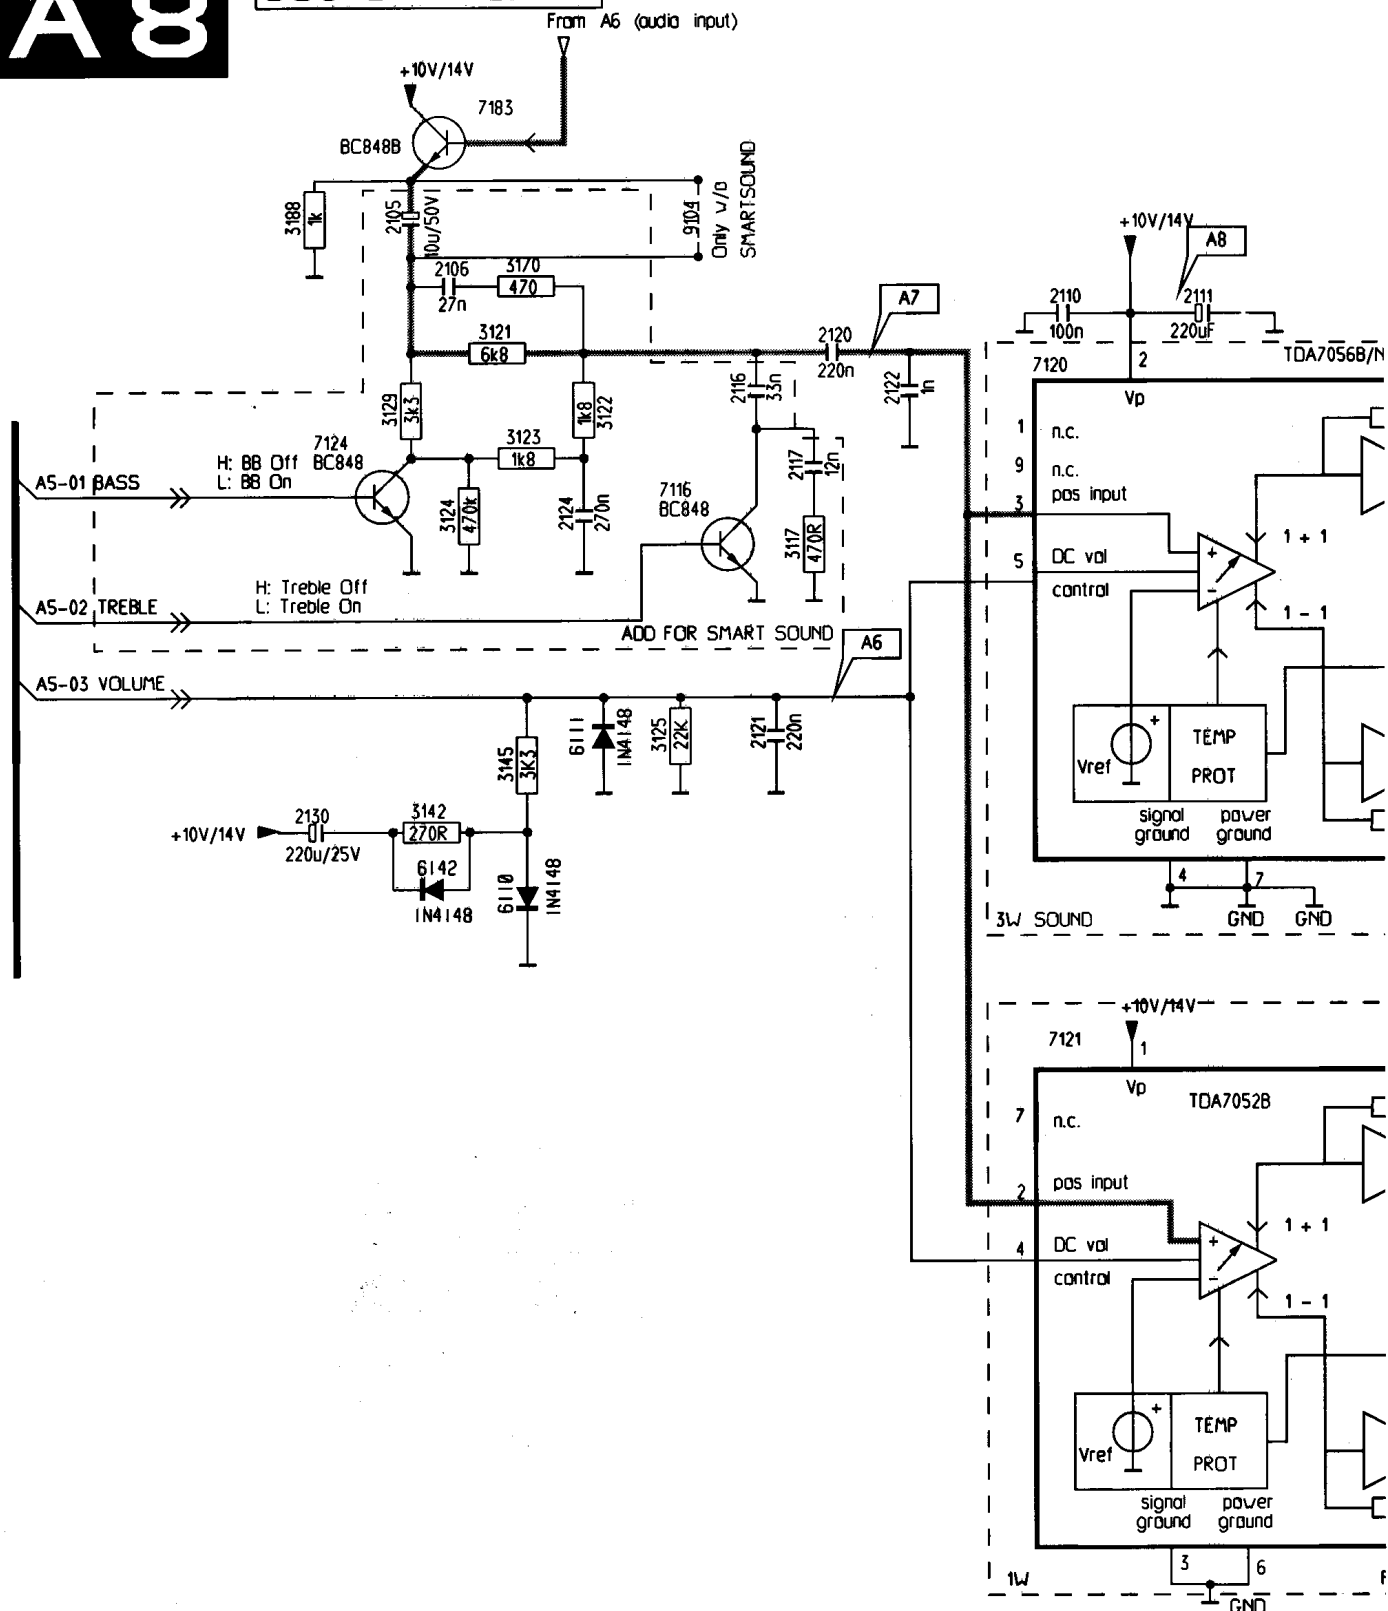 A8
From A6 (audio input)
+10V/14V
7183
BC848B
3188
1k
2105
10u/50V
9104
Only w/o
SMARTSOUND
2106
27n
3170
470
3121
6k8
2120
220n
A7
2122
1n
2116
33n
3129
3k3
1k8
3122
3123
1k8
7124
BC848
H: BB Off
L: BB On
A5-01 BASS
3124
470k
2124
270n
7116
BC848
2117
12n
3117
470R
H: Treble Off
L: Treble On
A5-02 TREBLE
ADD FOR SMART SOUND
A6
A5-03 VOLUME
3145
3K3
6111
1N4148
3125
22K
2121
220n
+10V/14V
2130
220u/25V
3142
270R
6142
1N4148
6110
1N4148
+10V/14V
A8
2110
100n
2111
220uF
7120
2
TDA7056B/N
Vp
1
n.c.
9
n.c.
3
pos input
5
DC vol
control
+
-
1 + 1
1 - 1
Vref
+
TEMP
PROT
signal
ground
power
ground
4
7
GND
GND
3W SOUND
+10V/14V
7121
1
Vp
TDA7052B
7
n.c.
2
pos input
4
DC vol
control
+
-
1 + 1
1 - 1
Vref
+
TEMP
PROT
signal
ground
power
ground
3
6
1W
GND